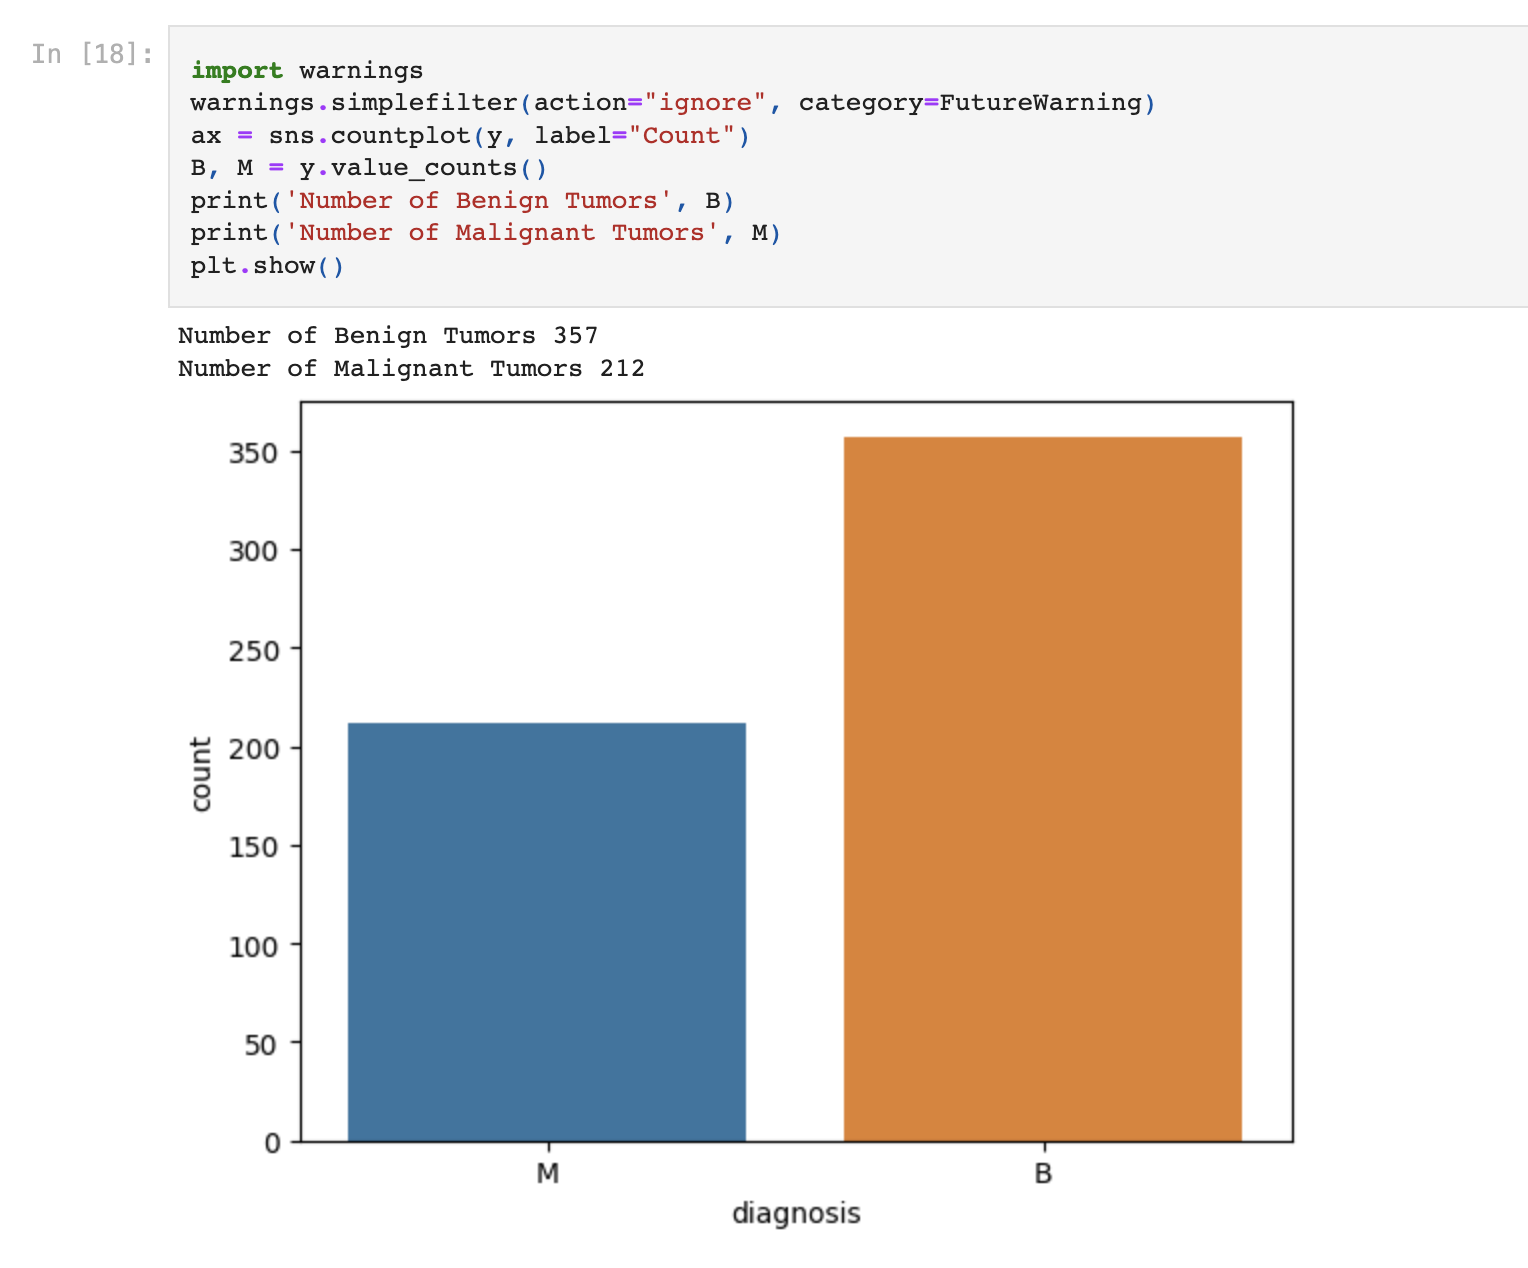 In [18]:
import warnings
warnings.simplefilter(action="ignore", category=FutureWarning)
ax = sns.countplot(y, label="Count")
B, M = y.value_counts()
print('Number of Benign Tumors', B)
print('Number of Malignant Tumors', M)
plt.show()
Number of Benign Tumors 357
Number of Malignant Tumors 212
350
300
250
200
150
100
50
0
count
M B
diagnosis